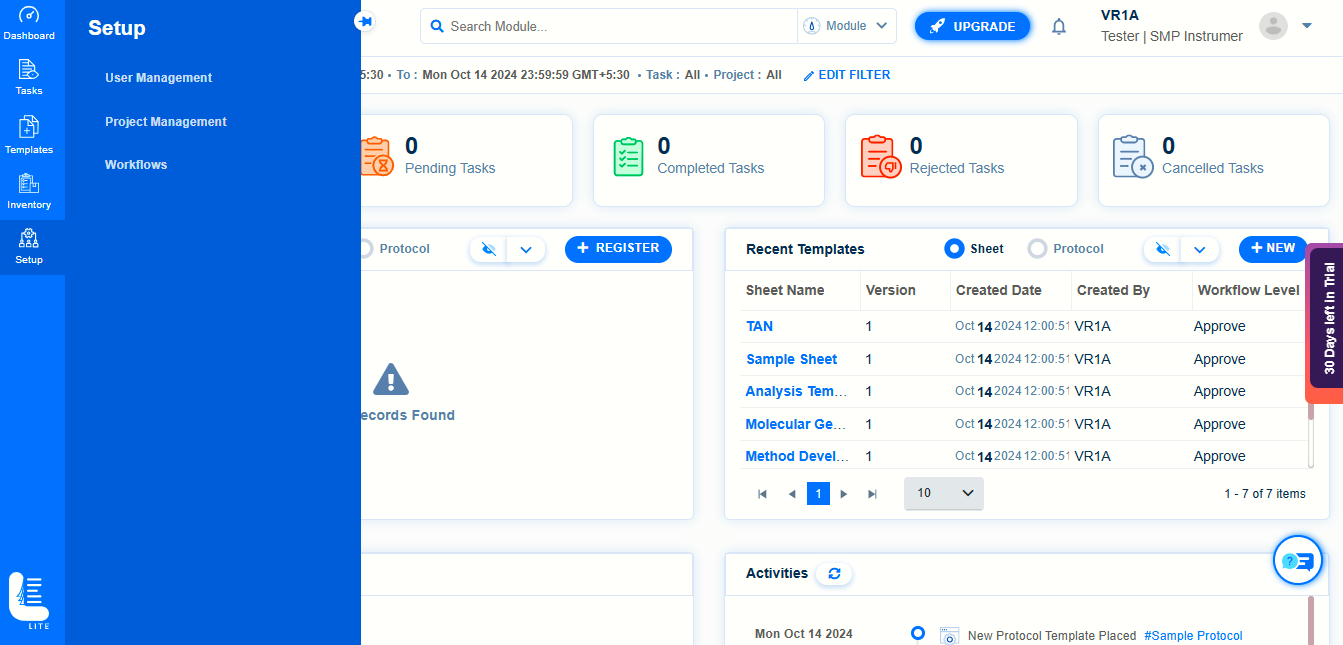 Dashboard
Tasks
Templates
Inventory
Setup
LITE
Setup
User Management
Project Management
Workflows
Search Module...
Module
UPGRADE
VR1A
Tester | SMP Instrumer
5:30 • To : Mon Oct 14 2024 23:59:59 GMT+5:30 • Task : All • Project : All
EDIT FILTER
0
Pending Tasks
0
Completed Tasks
0
Rejected Tasks
0
Cancelled Tasks
Protocol
+ REGISTER
ecords Found
Recent Templates
Sheet
Protocol
+ NEW
Sheet Name Version Created Date Created By Workflow Level
TAN 1 Oct 14 2024 12:00:51 VR1A Approve
Sample Sheet 1 Oct 14 2024 12:00:51 VR1A Approve
Analysis Tem... 1 Oct 14 2024 12:00:51 VR1A Approve
Molecular Ge... 1 Oct 14 2024 12:00:51 VR1A Approve
Method Devel... 1 Oct 14 2024 12:00:51 VR1A Approve
1
10
1 - 7 of 7 items
30 Days left in Trial
Activities
Mon Oct 14 2024
New Protocol Template Placed #Sample Protocol